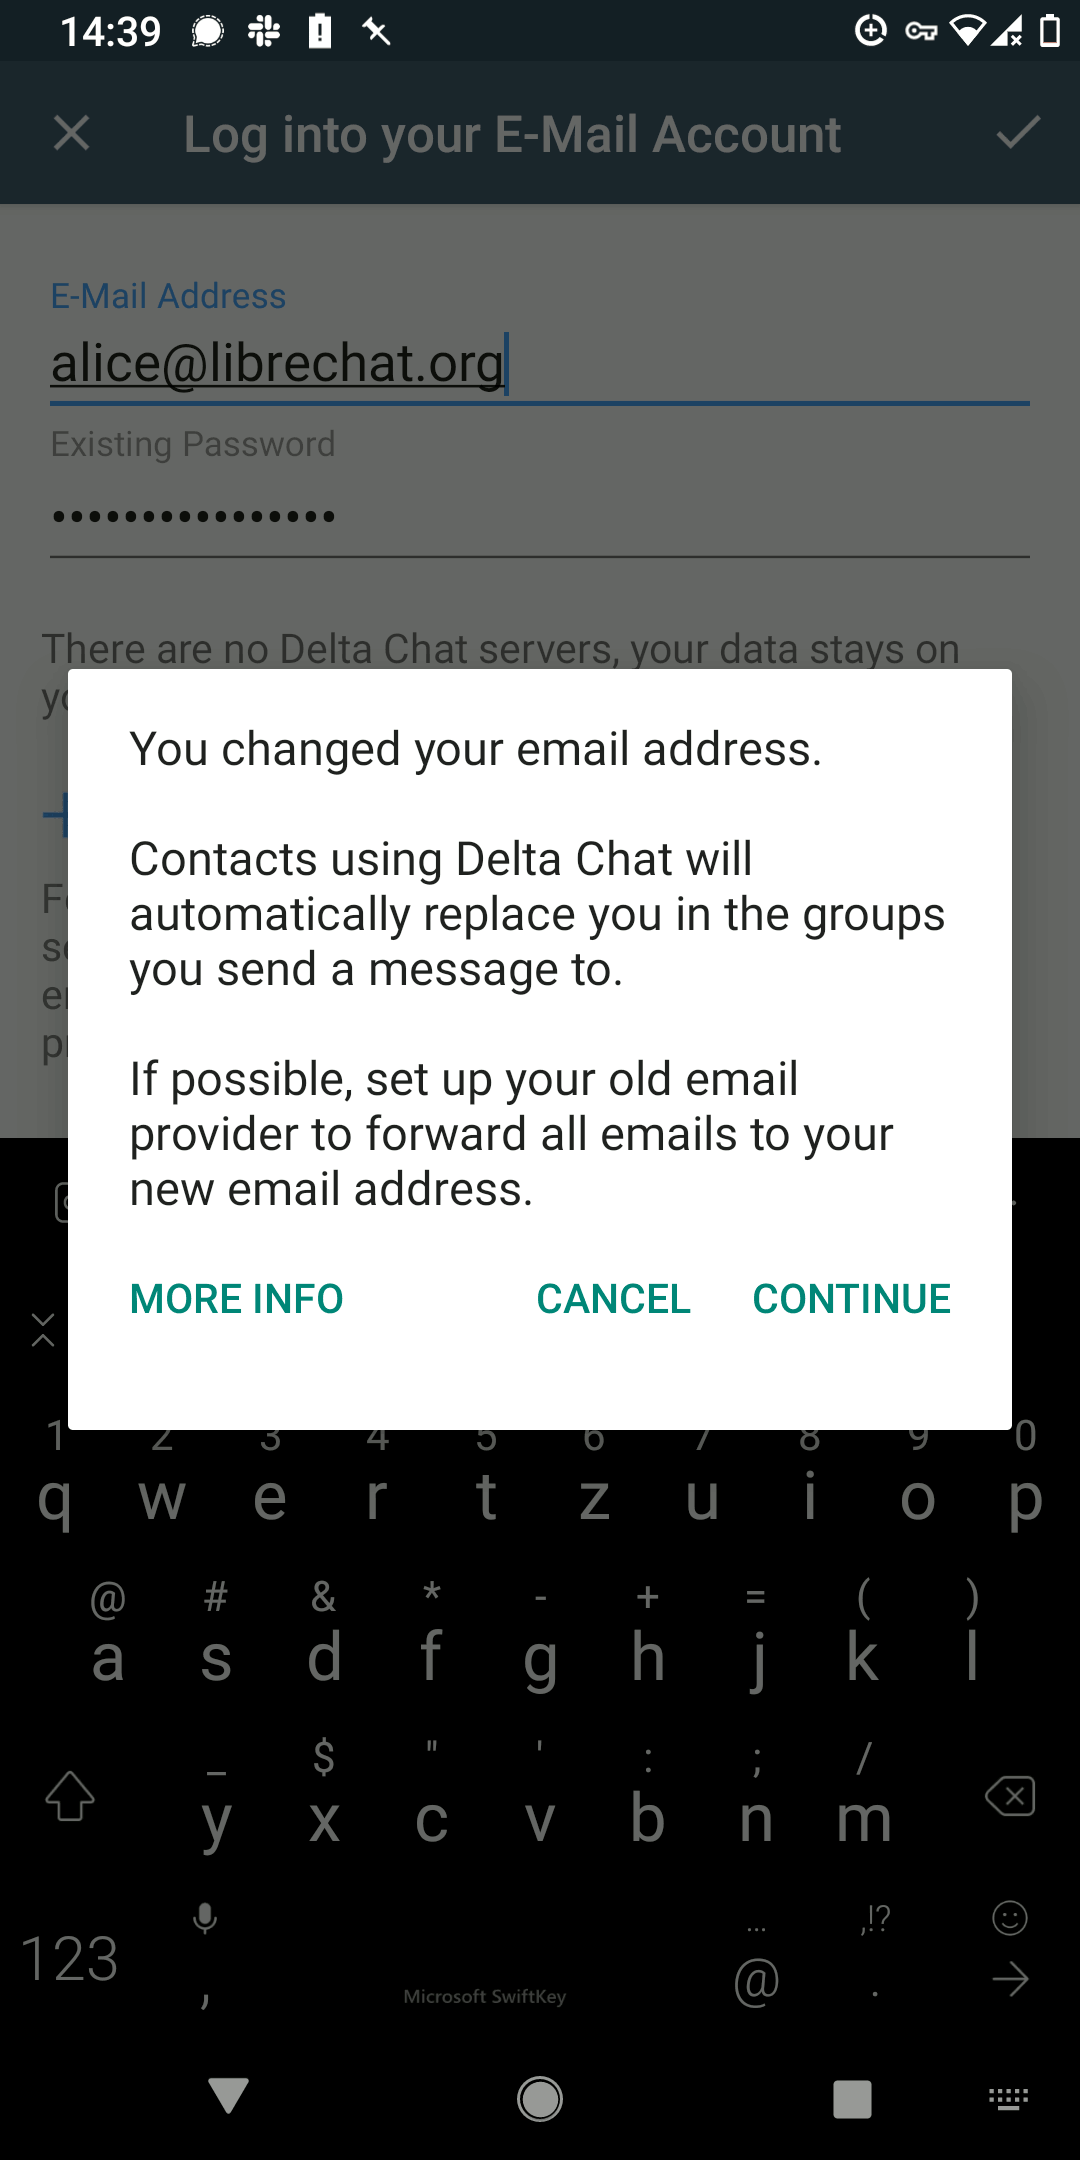 14:39
Log into your E-Mail Account
E-Mail Address
alice@librechat.org
Existing Password
••••••••••••••••
There are no Delta Chat servers, your data stays on
You changed your email address.
Contacts using Delta Chat will
automatically replace you in the groups
you send a message to.
If possible, set up your old email
provider to forward all emails to your
new email address.
MORE INFO CANCEL CONTINUE
1 2 3 4 5 6 7 8 9 0
q w e r t z u i o p
@ # & * - + = ( )
a s d f g h j k l
_ $ " ' : ; /
y x c v b n m
... ,!?
123 , Microsoft SwiftKey @ .